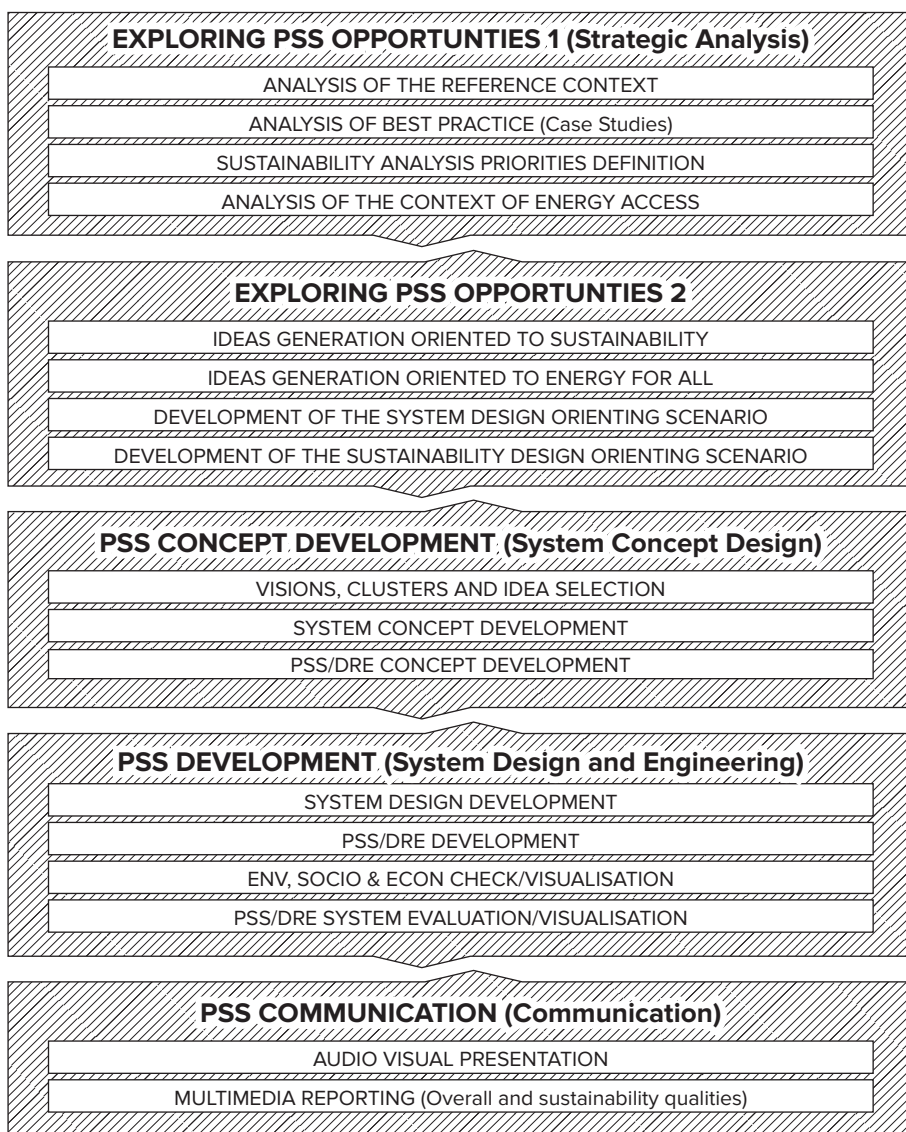 EXPLORING PSS OPPORTUNTIES 1 (Strategic Analysis)
ANALYSIS OF THE REFERENCE CONTEXT
ANALYSIS OF BEST PRACTICE (Case Studies)
SUSTAINABILITY ANALYSIS PRIORITIES DEFINITION
ANALYSIS OF THE CONTEXT OF ENERGY ACCESS
EXPLORING PSS OPPORTUNTIES 2
IDEAS GENERATION ORIENTED TO SUSTAINABILITY
IDEAS GENERATION ORIENTED TO ENERGY FOR ALL
DEVELOPMENT OF THE SYSTEM DESIGN ORIENTING SCENARIO
DEVELOPMENT OF THE SUSTAINABILITY DESIGN ORIENTING SCENARIO
PSS CONCEPT DEVELOPMENT (System Concept Design)
VISIONS, CLUSTERS AND IDEA SELECTION
SYSTEM CONCEPT DEVELOPMENT
PSS/DRE CONCEPT DEVELOPMENT
PSS DEVELOPMENT (System Design and Engineering)
SYSTEM DESIGN DEVELOPMENT
PSS/DRE DEVELOPMENT
ENV, SOCIO & ECON CHECK/VISUALISATION
PSS/DRE SYSTEM EVALUATION/VISUALISATION
PSS COMMUNICATION (Communication)
AUDIO VISUAL PRESENTATION
MULTIMEDIA REPORTING (Overall and sustainability qualities)